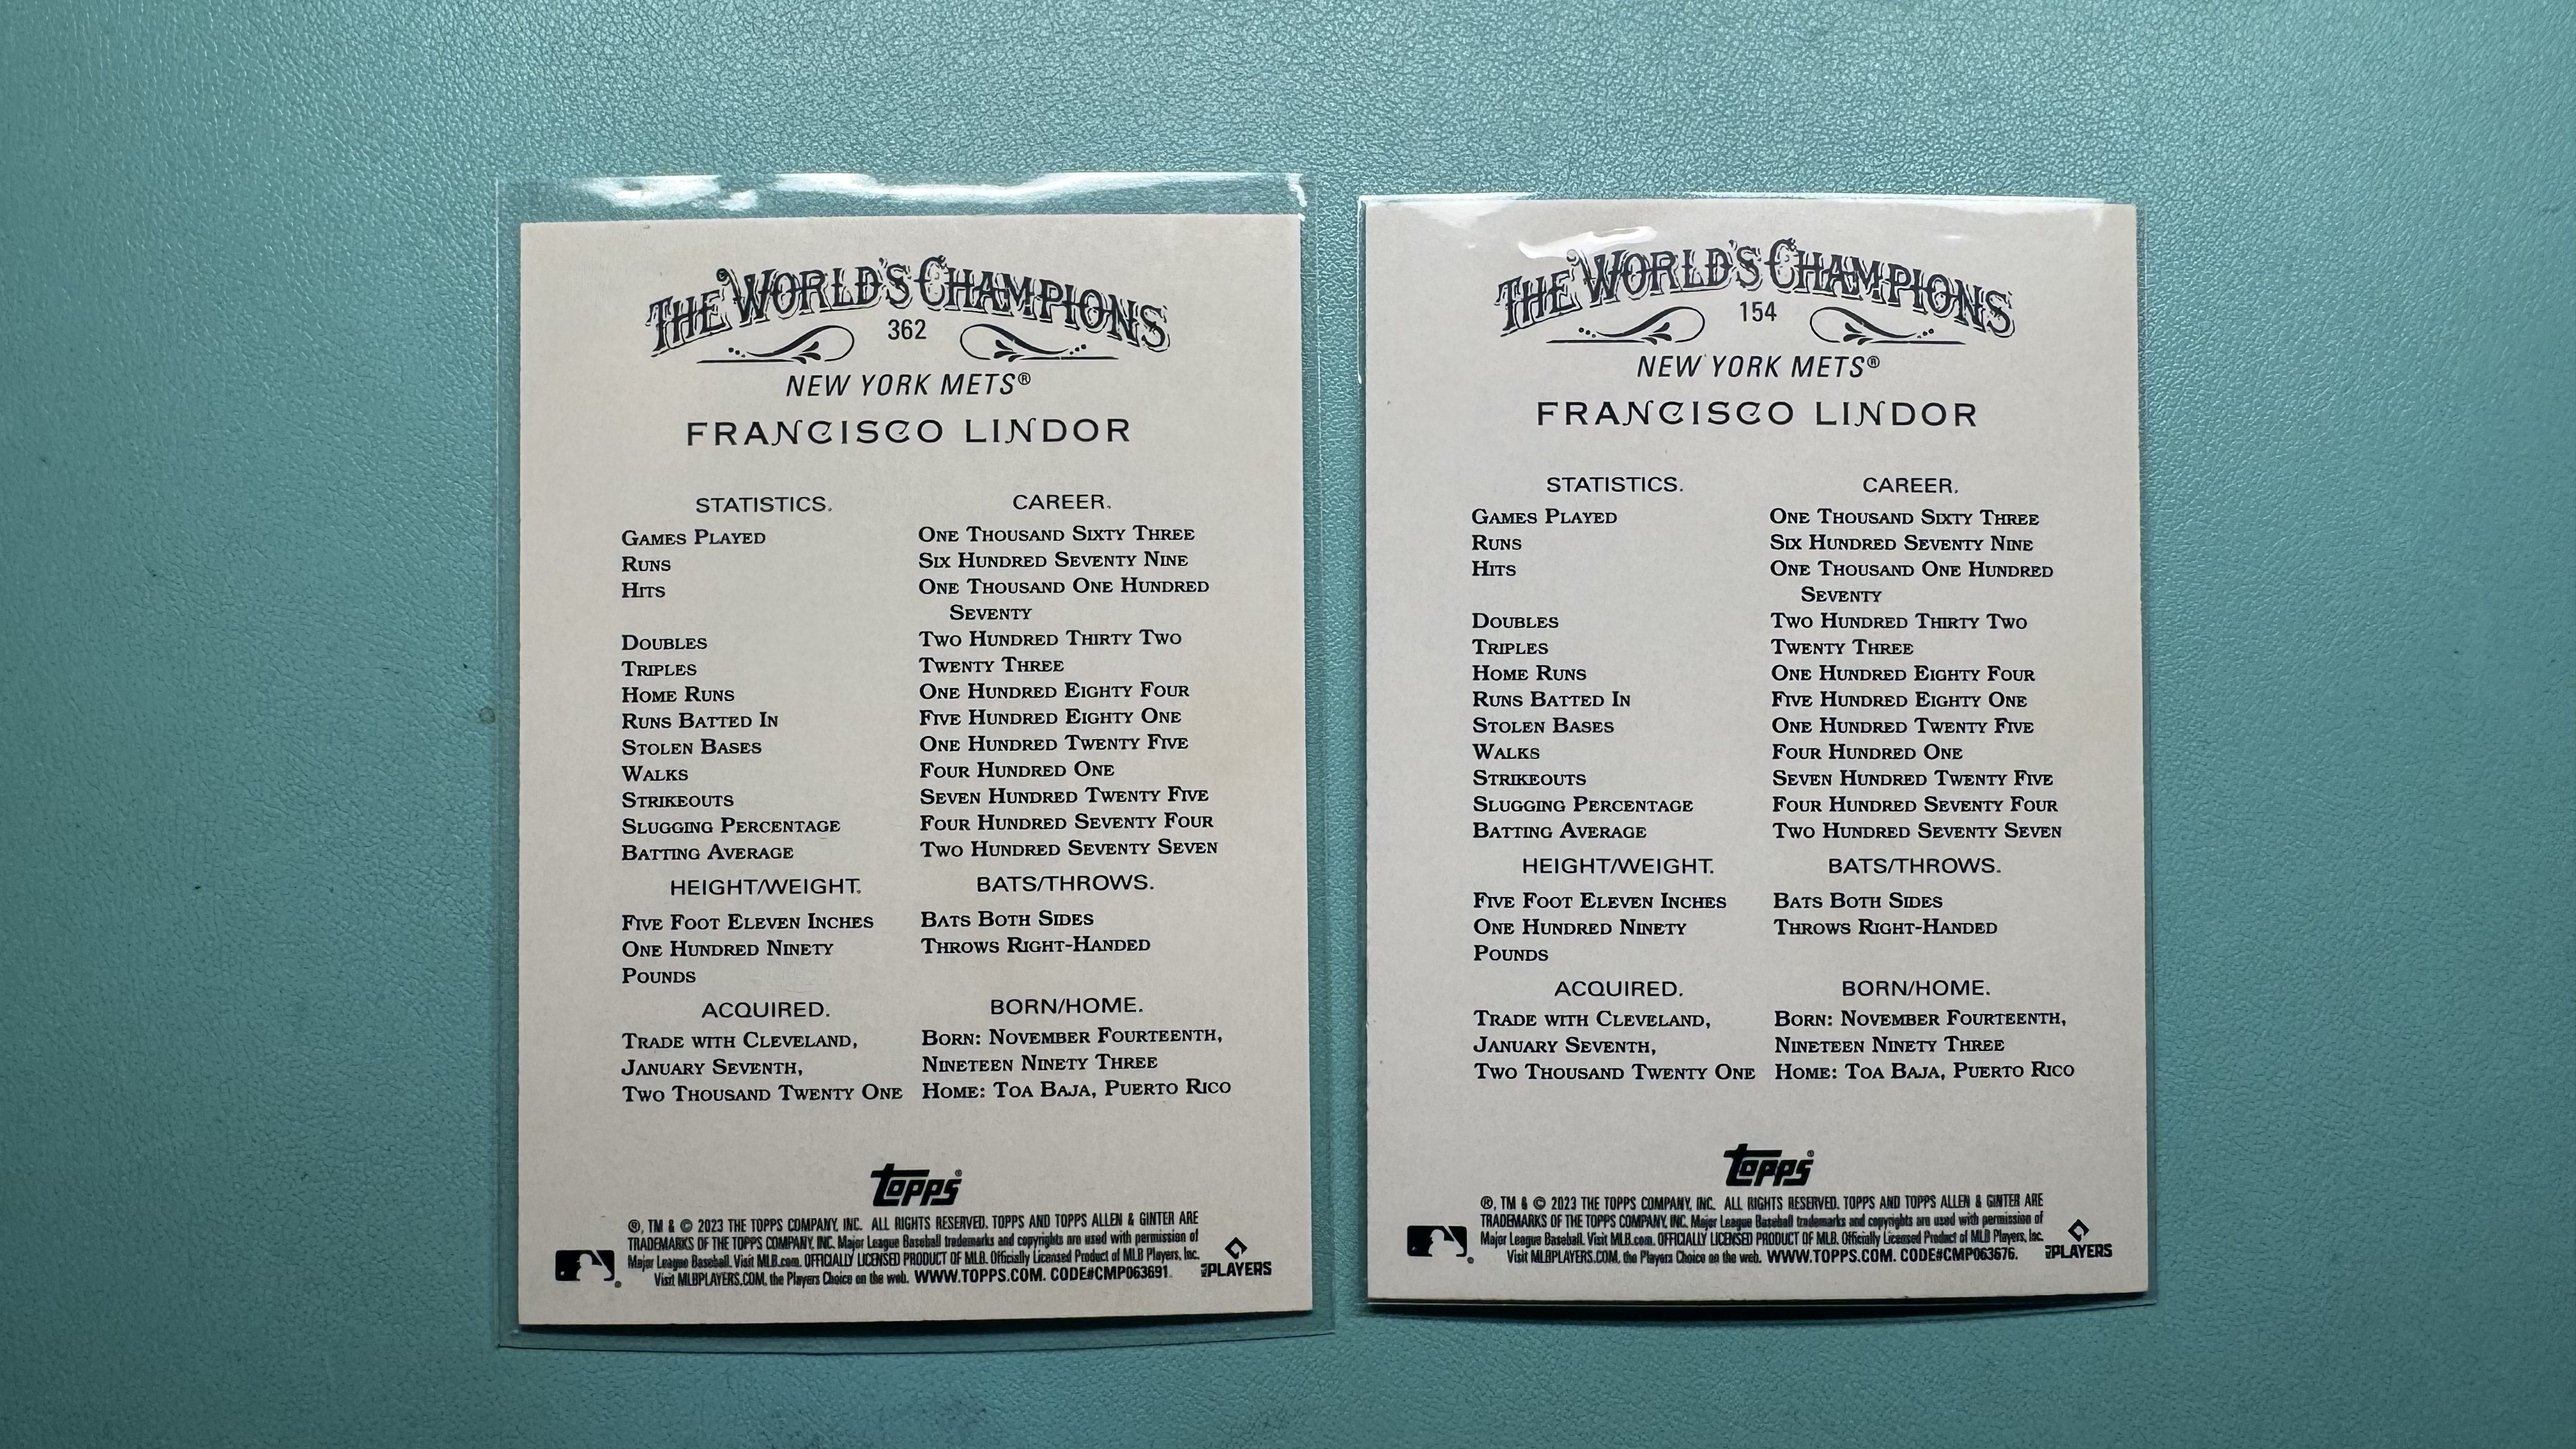 THE WORLD'S CHAMPIONS
362
NEW YORK METS®
FRANCISCO LINDOR
STATISTICS. CAREER.
GAMES PLAYED ONE THOUSAND SIXTY THREE
RUNS SIX HUNDRED SEVENTY NINE
HITS ONE THOUSAND ONE HUNDRED
SEVENTY
DOUBLES TWO HUNDRED THIRTY TWO
TRIPLES TWENTY THREE
HOME RUNS ONE HUNDRED EIGHTY FOUR
RUNS BATTED IN FIVE HUNDRED EIGHTY ONE
STOLEN BASES ONE HUNDRED TWENTY FIVE
WALKS FOUR HUNDRED ONE
STRIKEOUTS SEVEN HUNDRED TWENTY FIVE
SLUGGING PERCENTAGE FOUR HUNDRED SEVENTY FOUR
BATTING AVERAGE TWO HUNDRED SEVENTY SEVEN
HEIGHT/WEIGHT. BATS/THROWS.
FIVE FOOT ELEVEN INCHES BATS BOTH SIDES
ONE HUNDRED NINETY THROWS RIGHT-HANDED
POUNDS
ACQUIRED. BORN/HOME.
TRADE WITH CLEVELAND, BORN: NOVEMBER FOURTEENTH,
JANUARY SEVENTH, NINETEEN NINETY THREE
TWO THOUSAND TWENTY ONE HOME: TOA BAJA, PUERTO RICO
Topps®
®, TM & © 2023 THE TOPPS COMPANY, INC. ALL RIGHTS RESERVED. TOPPS AND TOPPS ALLEN & GINTER ARE
TRADEMARKS OF THE TOPPS COMPANY, INC. Major League Baseball trademarks and copyrights are used with permission of
Major League Baseball. Visit MLB.com. OFFICIALLY LICENSED PRODUCT OF MLB. Officially Licensed Product of MLB Players, Inc.
Visit MLBPLAYERS.COM, the Players Choice on the web. WWW.TOPPS.COM. CODE#CMP063691.
PLAYERS
THE WORLD'S CHAMPIONS
154
NEW YORK METS®
FRANCISCO LINDOR
STATISTICS. CAREER.
GAMES PLAYED ONE THOUSAND SIXTY THREE
RUNS SIX HUNDRED SEVENTY NINE
HITS ONE THOUSAND ONE HUNDRED
SEVENTY
DOUBLES TWO HUNDRED THIRTY TWO
TRIPLES TWENTY THREE
HOME RUNS ONE HUNDRED EIGHTY FOUR
RUNS BATTED IN FIVE HUNDRED EIGHTY ONE
STOLEN BASES ONE HUNDRED TWENTY FIVE
WALKS FOUR HUNDRED ONE
STRIKEOUTS SEVEN HUNDRED TWENTY FIVE
SLUGGING PERCENTAGE FOUR HUNDRED SEVENTY FOUR
BATTING AVERAGE TWO HUNDRED SEVENTY SEVEN
HEIGHT/WEIGHT. BATS/THROWS.
FIVE FOOT ELEVEN INCHES BATS BOTH SIDES
ONE HUNDRED NINETY THROWS RIGHT-HANDED
POUNDS
ACQUIRED. BORN/HOME.
TRADE WITH CLEVELAND, BORN: NOVEMBER FOURTEENTH,
JANUARY SEVENTH, NINETEEN NINETY THREE
TWO THOUSAND TWENTY ONE HOME: TOA BAJA, PUERTO RICO
Topps®
®, TM & © 2023 THE TOPPS COMPANY, INC. ALL RIGHTS RESERVED. TOPPS AND TOPPS ALLEN & GINTER ARE
TRADEMARKS OF THE TOPPS COMPANY, INC. Major League Baseball trademarks and copyrights are used with permission of
Major League Baseball. Visit MLB.com. OFFICIALLY LICENSED PRODUCT OF MLB. Officially Licensed Product of MLB Players, Inc.
Visit MLBPLAYERS.COM, the Players Choice on the web. WWW.TOPPS.COM. CODE#CMP063676.
PLAYERS